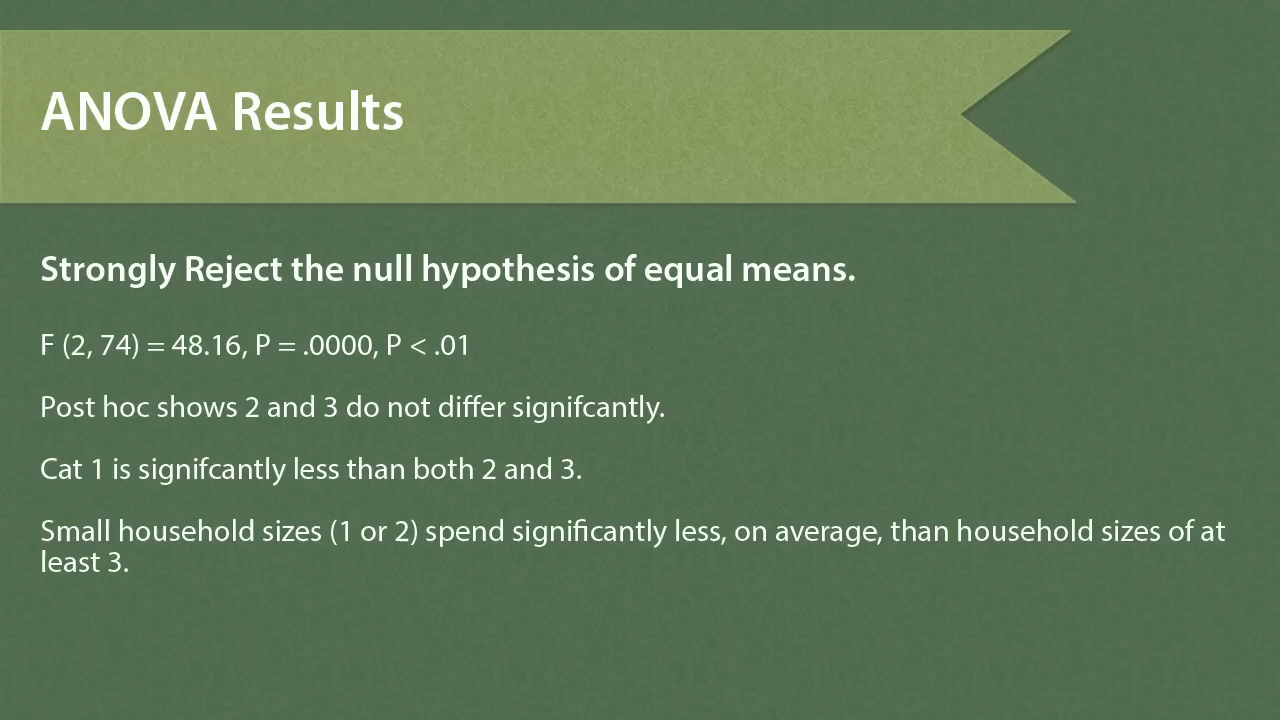 ANOVA Results
Strongly Reject the null hypothesis of equal means.
F (2, 74) = 48.16, P = .0000, P < .01
Post hoc shows 2 and 3 do not differ signifcantly.
Cat 1 is signifcantly less than both 2 and 3.
Small household sizes (1 or 2) spend significantly less, on average, than household sizes of at
least 3.